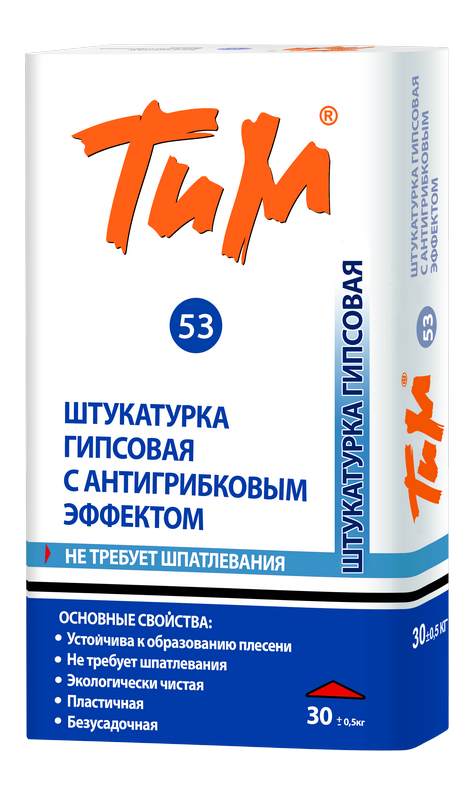 ТиМ®
53
ШТУКАТУРКА
ГИПСОВАЯ
С АНТИГРИБКОВЫМ
ЭФФЕКТОМ
НЕ ТРЕБУЕТ ШПАТЛЕВАНИЯ
ОСНОВНЫЕ СВОЙСТВА:
• Устойчива к образованию плесени
• Не требует шпатлевания
• Экологически чистая
• Пластичная
• Безусадочная
30 ± 0,5кг
ШТУКАТУРКА ГИПСОВАЯ
ШТУКАТУРКА ГИПСОВАЯ
С АНТИГРИБКОВЫМ
ЭФФЕКТОМ
53
ТиМ®
30±0,5 КГ